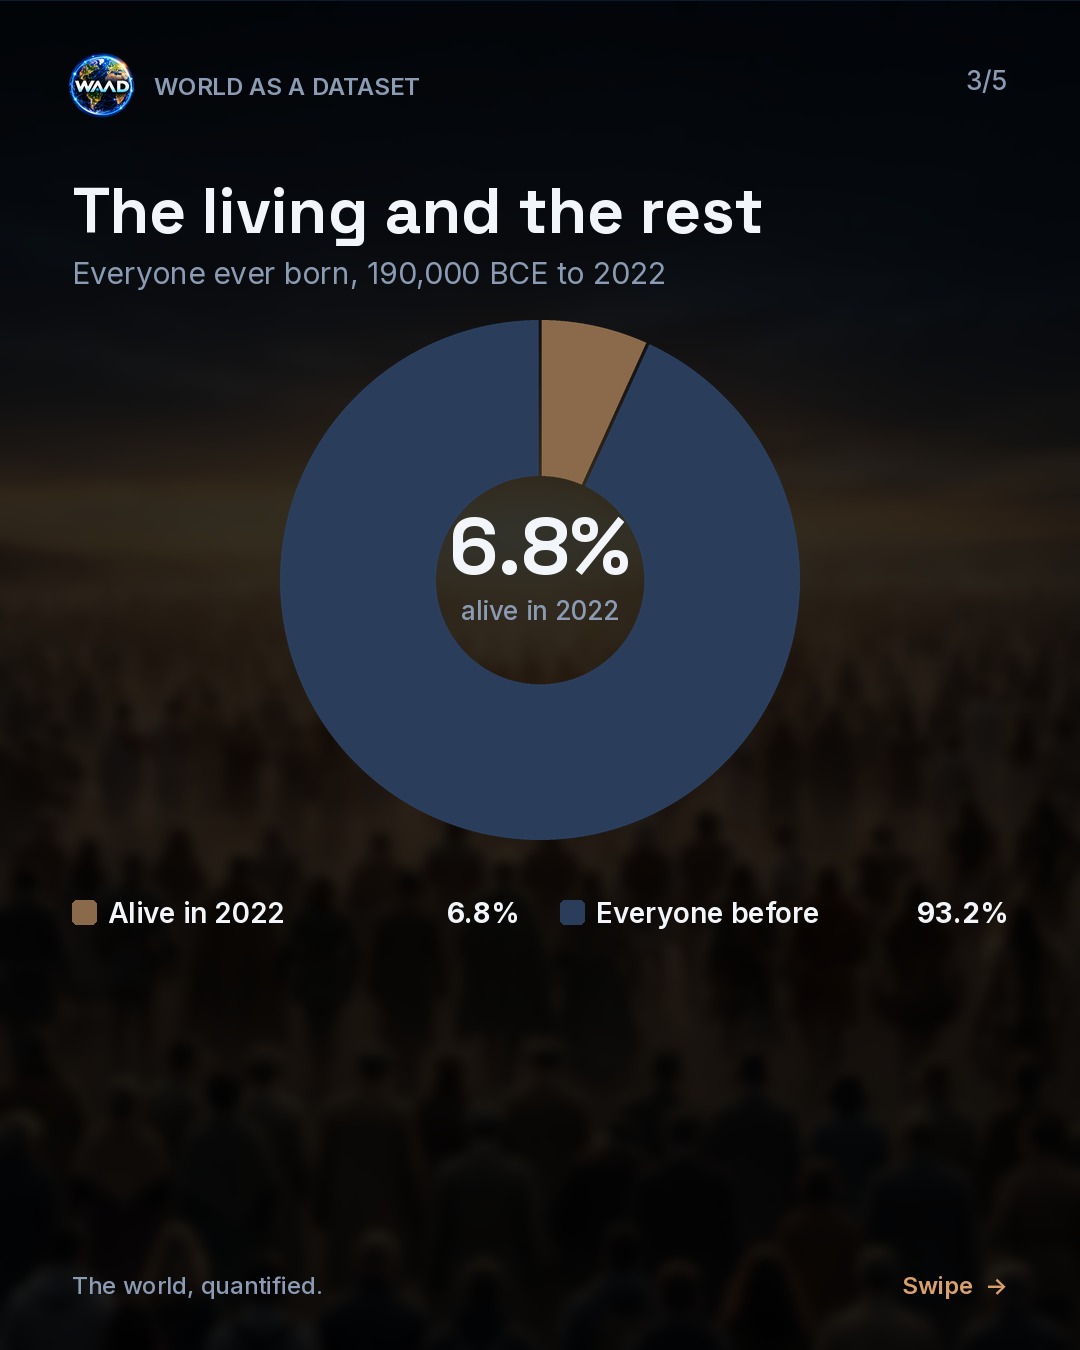 WAAD
WORLD AS A DATASET
3/5
The living and the rest
Everyone ever born, 190,000 BCE to 2022
6.8%
alive in 2022
Alive in 2022 6.8%
Everyone before 93.2%
The world, quantified.
Swipe →